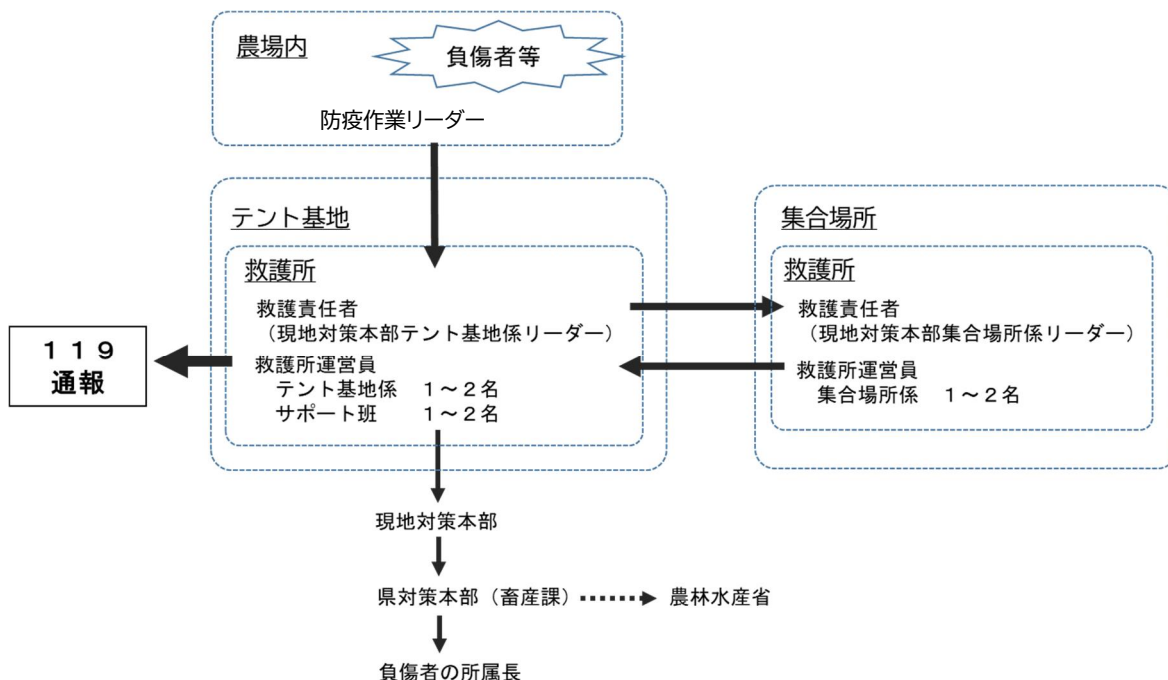 農場内
負傷者等
防疫作業リーダー
テント基地
救護所
救護責任者
（現地対策本部テント基地係リーダー）
救護所運営員
テント基地係　１～２名
サポート班　１～２名
集合場所
救護所
救護責任者
（現地対策本部集合場所係リーダー）
救護所運営員
集合場所係　１～２名
１１９
通報
現地対策本部
県対策本部（畜産課）
農林水産省
負傷者の所属長